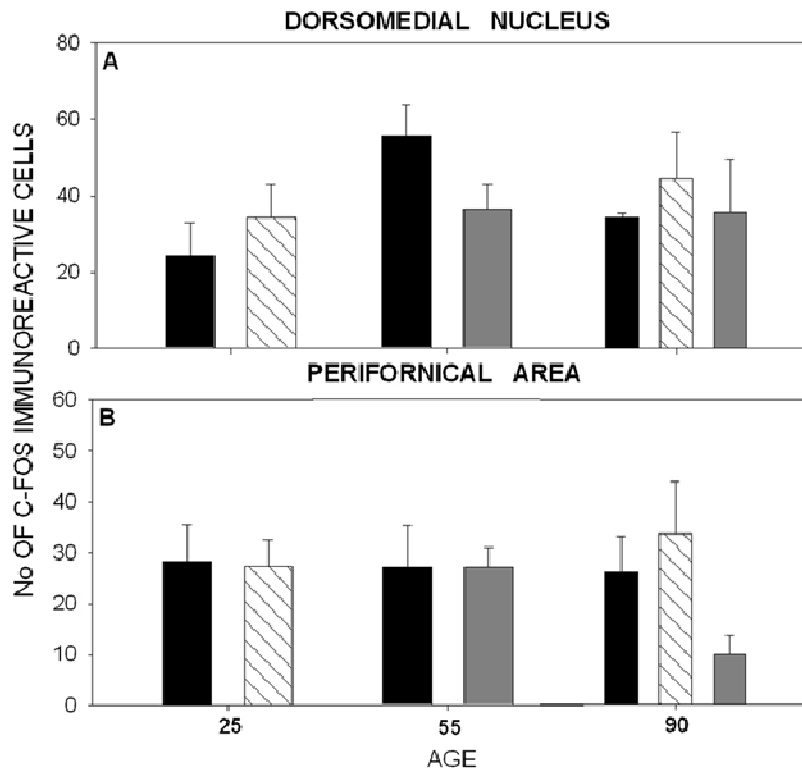 DORSOMEDIAL NUCLEUS
A
80
60
40
20
0
No OF C-FOS IMMUNOREACTIVE CELLS
PERIFORNICAL AREA
B
60
50
40
30
20
10
0
25 55 90
AGE